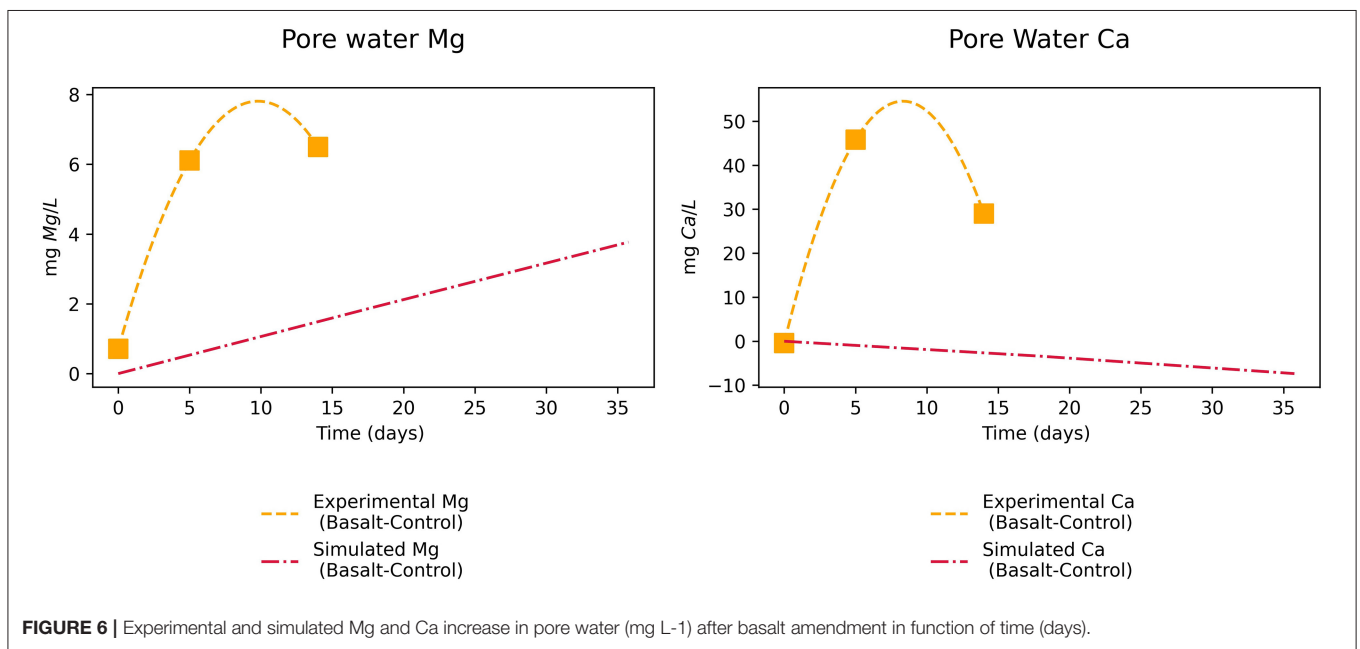 Pore water Mg
8
6
4
2
0
mg Mg/L
0 5 10 15 20 25 30 35
Time (days)
Experimental Mg
(Basalt-Control)
Simulated Mg
(Basalt-Control)
Pore Water Ca
50
40
30
20
10
0
−10
mg Ca/L
0 5 10 15 20 25 30 35
Time (days)
Experimental Ca
(Basalt-Control)
Simulated Ca
(Basalt-Control)
FIGURE 6 | Experimental and simulated Mg and Ca increase in pore water (mg L-1) after basalt amendment in function of time (days).